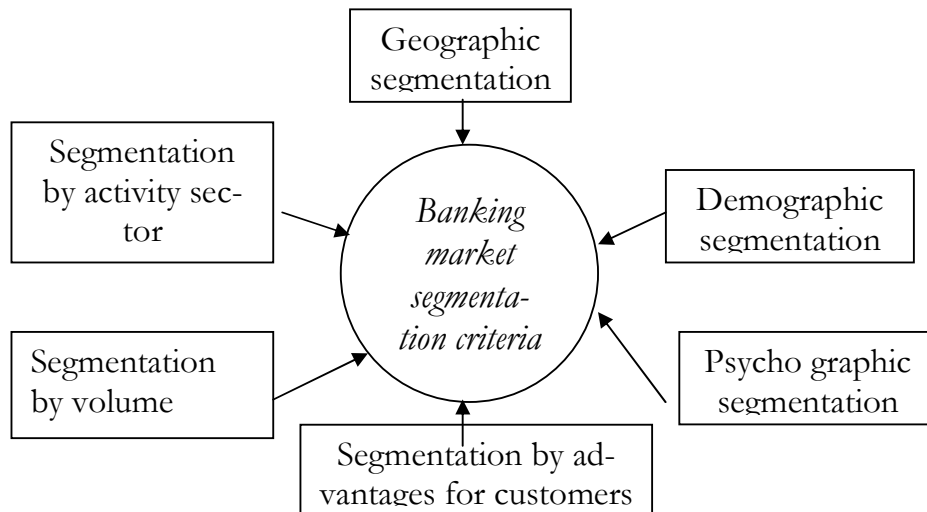 Geographic
segmentation
Segmentation
by activity sec-
tor
Banking
market
segmenta-
tion criteria
Demographic
segmentation
Segmentation
by volume
Psycho graphic
segmentation
Segmentation by ad-
vantages for customers